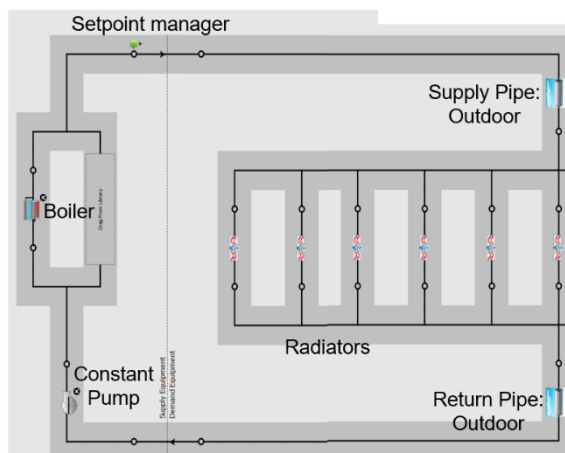 Setpoint manager
Supply Pipe:
Outdoor
Boiler
Drag From Library
Radiators
Constant
Pump
Supply Equipment
Demand Equipment
Return Pipe:
Outdoor